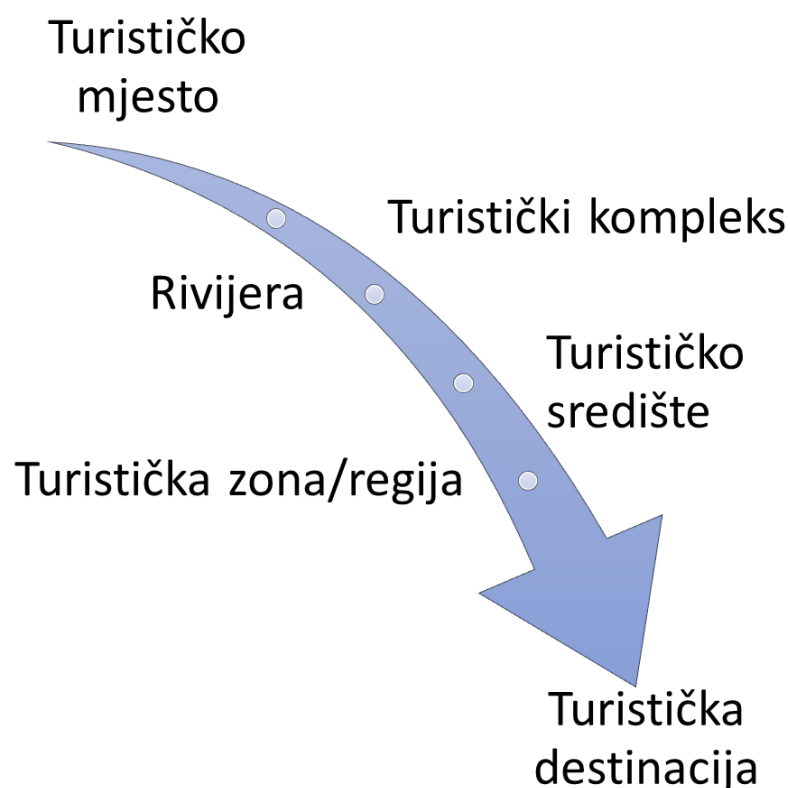 Turističko
mjesto
Turistički kompleks
Rivijera
Turističko
središte
Turistička zona/regija
Turistička
destinacija